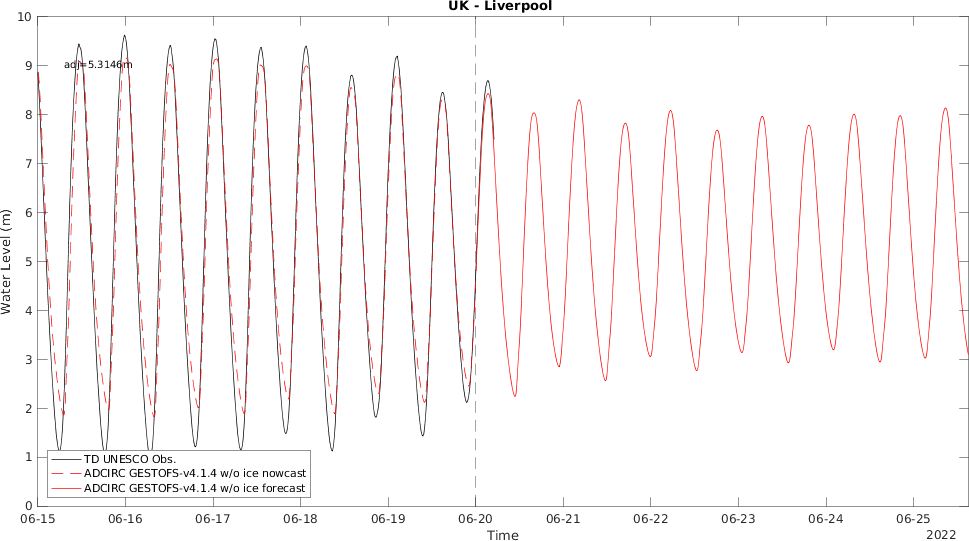 UK - Liverpool
10
9
8
7
6
5
4
3
2
1
0
Water Level (m)
adj=5.3146m
TD UNESCO Obs.
ADCIRC GESTOFS-v4.1.4 w/o ice nowcast
ADCIRC GESTOFS-v4.1.4 w/o ice forecast
06-15 06-16 06-17 06-18 06-19 06-20 06-21 06-22 06-23 06-24 06-25
Time
2022